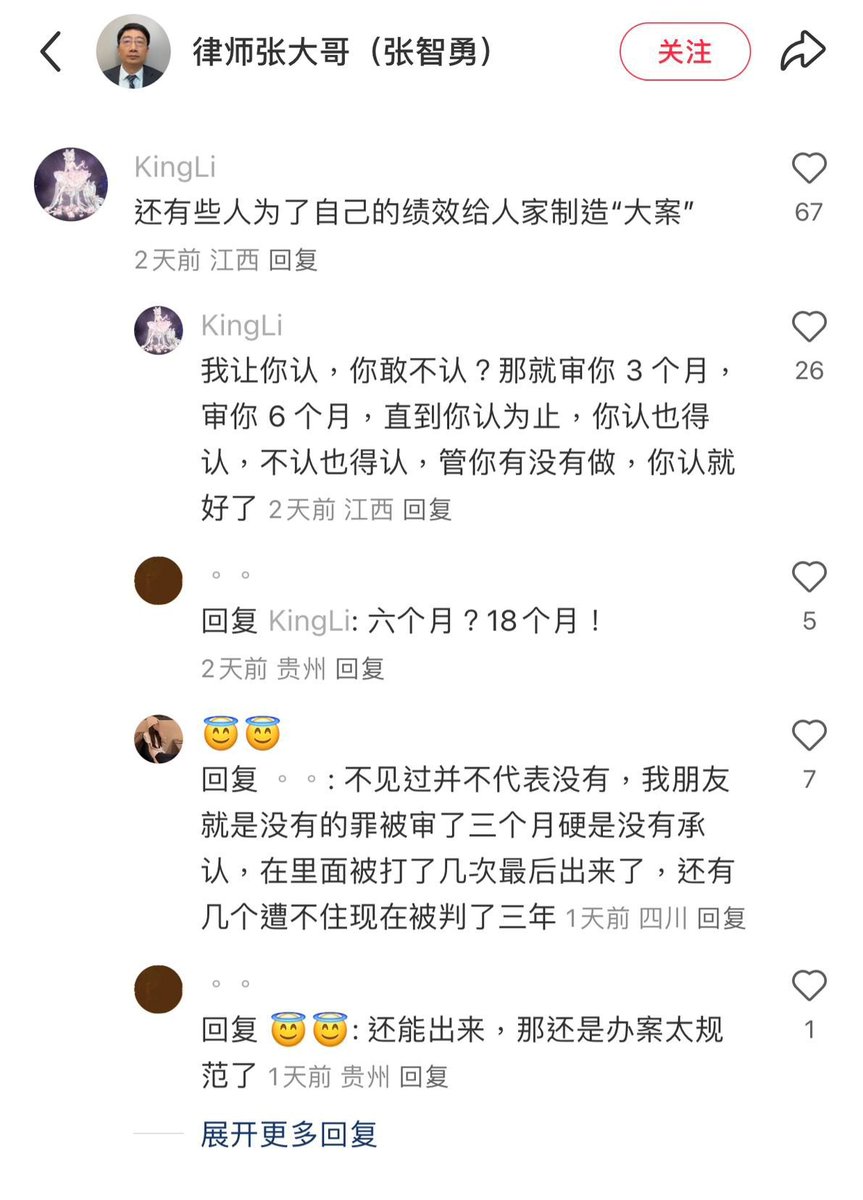 律师张大哥（张智勇）
关注
KingLi
还有些人为了自己的绩效给人家制造“大案”
67
2天前 江西 回复
KingLi
我让你认，你敢不认？那就审你 3 个月，
26
审你 6 个月，直到你认为止，你认也得
认，不认也得认，管你有没有做，你认就
好了 2天前 江西 回复
。。
回复 KingLi: 六个月？18个月！
5
2天前 贵州 回复
😇😇
回复 。。: 不见过并不代表没有，我朋友
7
就是没有的罪被审了三个月硬是没有承
认，在里面被打了几次最后出来了，还有
几个遭不住现在被判了三年 1天前 四川 回复
。。
回复 😇😇: 还能出来，那还是办案太规
1
范了 1天前 贵州 回复
展开更多回复